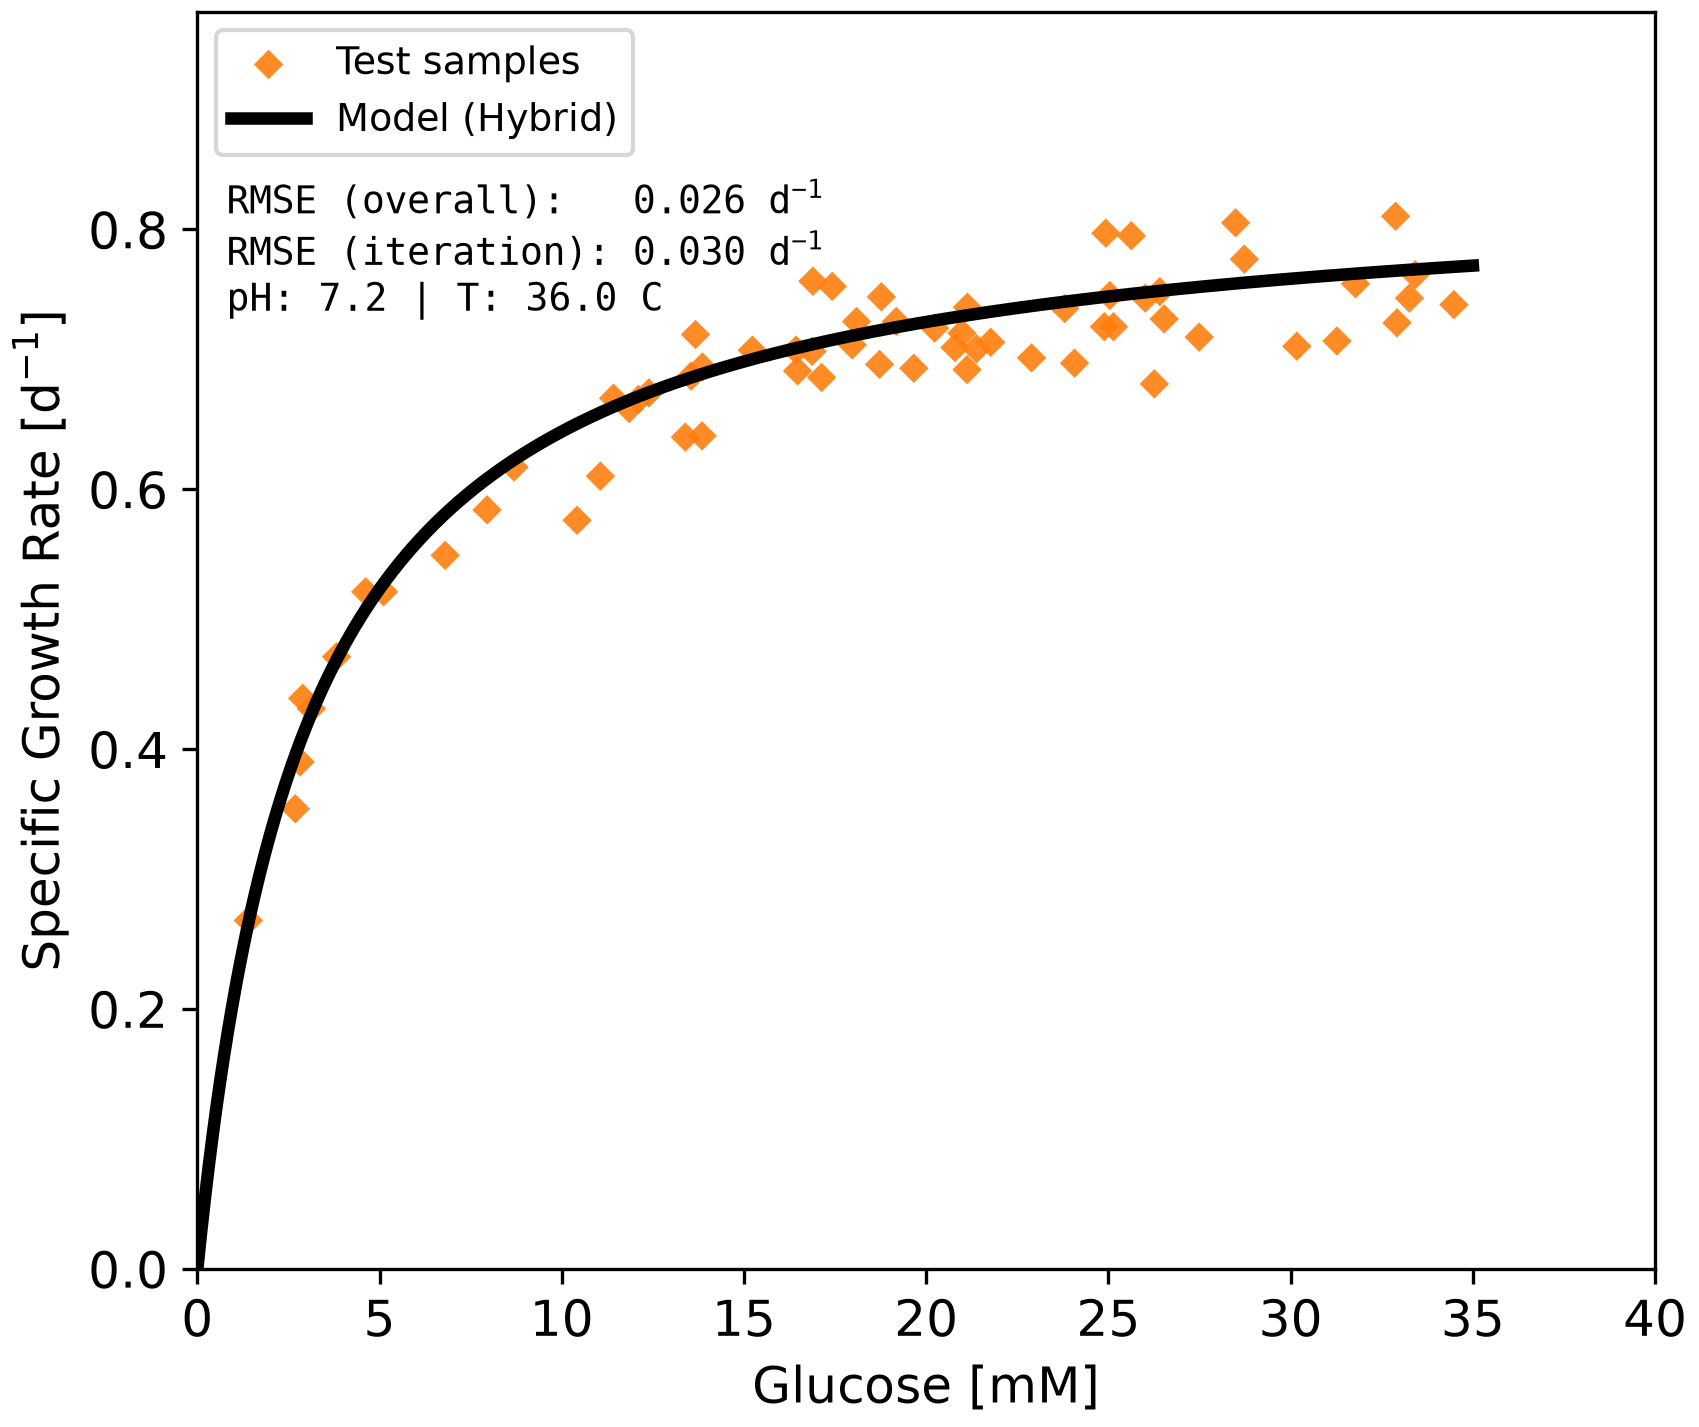 Test samples
Model (Hybrid)
RMSE (overall):   0.026 d⁻¹
RMSE (iteration): 0.030 d⁻¹
pH: 7.2 | T: 36.0 C
0.8
0.6
0.4
0.2
0.0
Specific Growth Rate [d⁻¹]
0 5 10 15 20 25 30 35 40
Glucose [mM]